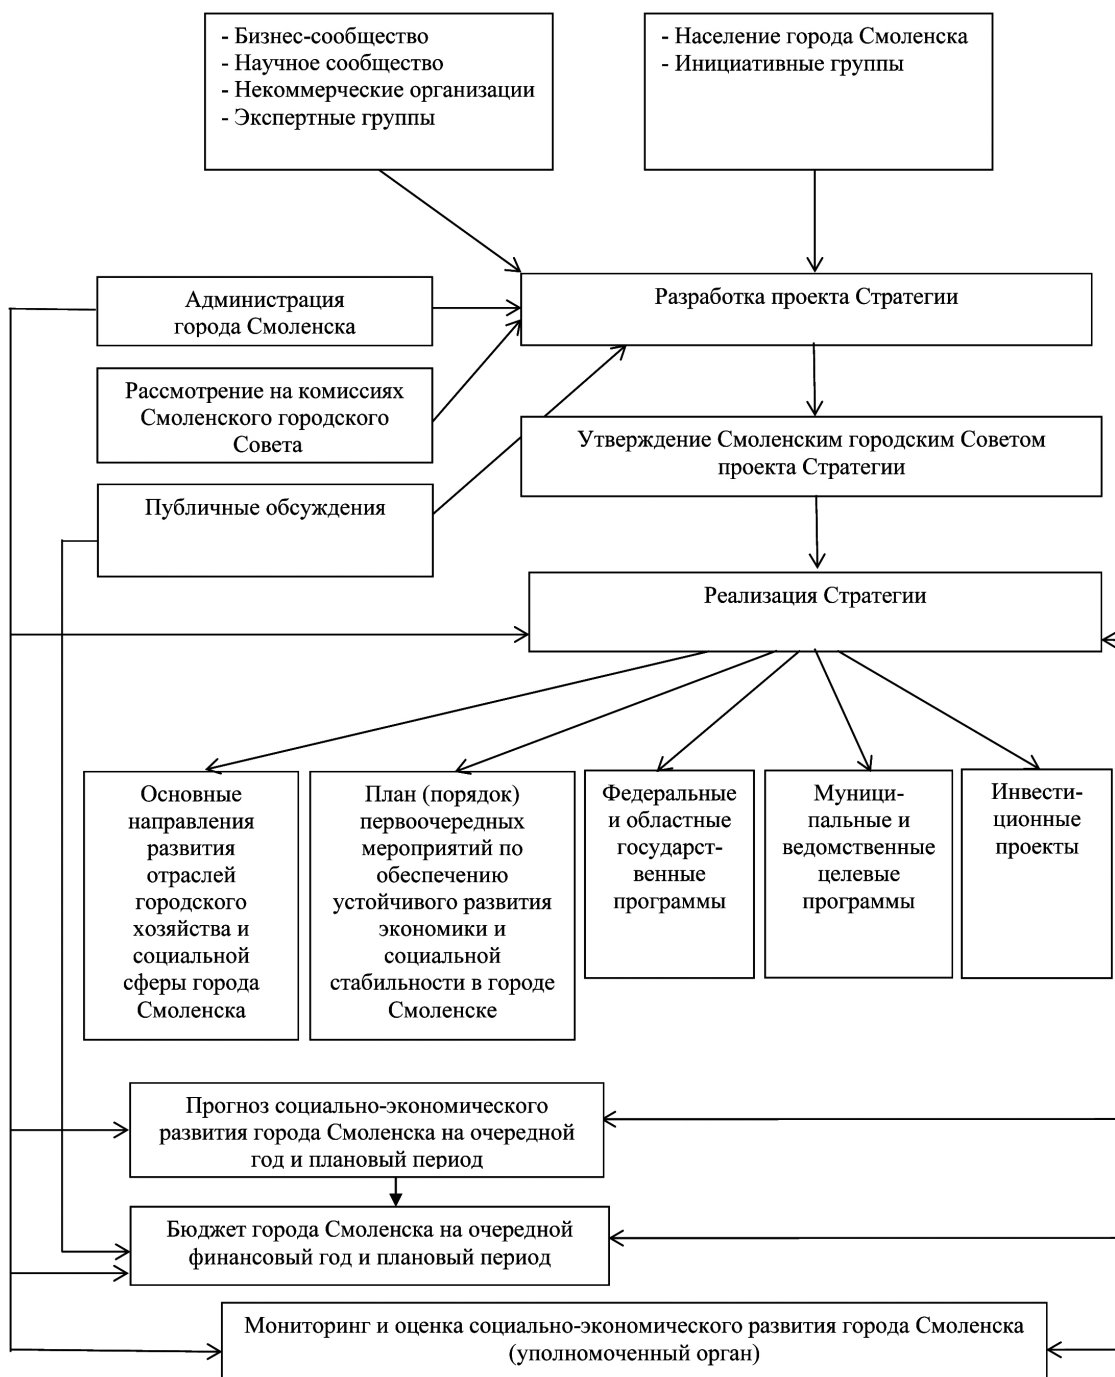 - Бизнес-сообщество
- Научное сообщество
- Некоммерческие организации
- Экспертные группы
- Население города Смоленска
- Инициативные группы
Администрация
города Смоленска
Разработка проекта Стратегии
Рассмотрение на комиссиях
Смоленского городского
Совета
Утверждение Смоленским городским Советом
проекта Стратегии
Публичные обсуждения
Реализация Стратегии
Основные
направления
развития
отраслей
городского
хозяйства и
социальной
сферы города
Смоленска
План (порядок)
первоочередных
мероприятий по
обеспечению
устойчивого развития
экономики и
социальной
стабильности в городе
Смоленске
Федеральные
и областные
государст-
венные
программы
Муници-
пальные и
ведомственные
целевые
программы
Инвести-
ционные
проекты
Прогноз социально-экономического
развития города Смоленска на очередной
год и плановый период
Бюджет города Смоленска на очередной
финансовый год и плановый период
Мониторинг и оценка социально-экономического развития города Смоленска
(уполномоченный орган)